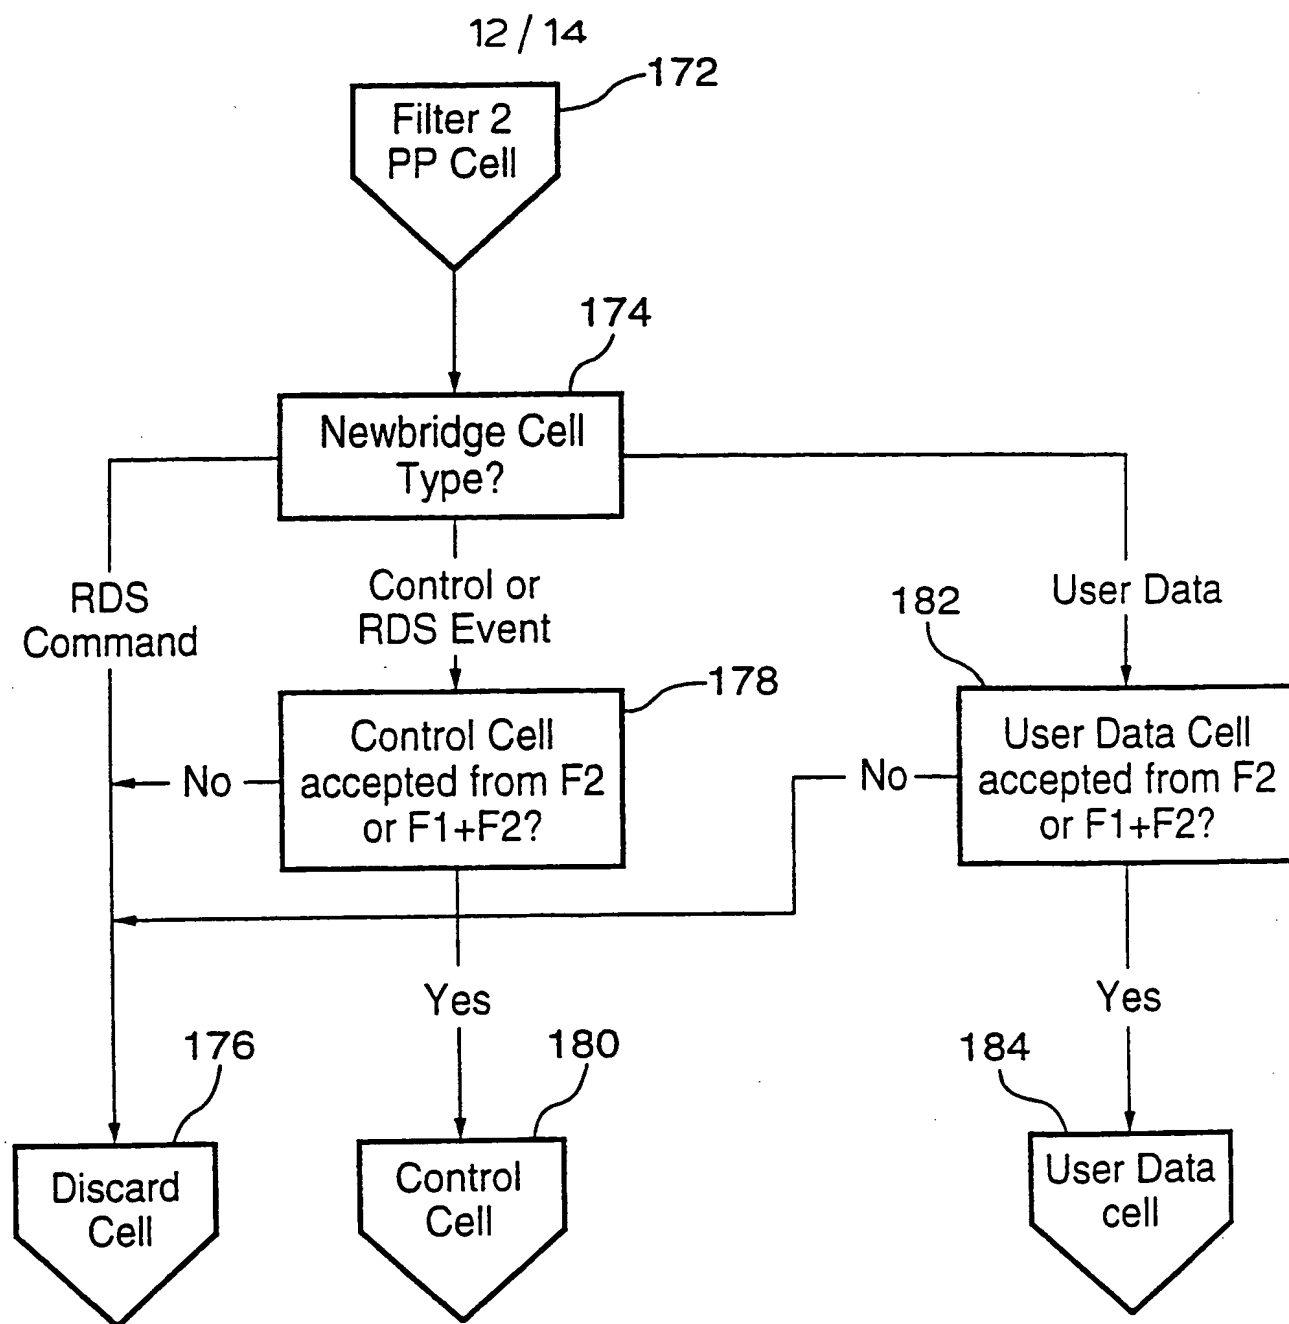 12 / 14
172
Filter 2
PP Cell
174
Newbridge Cell
Type?
RDS
Command
Control or
RDS Event
User Data
182
178
Control Cell
accepted from F2
or F1+F2?
No
No
User Data Cell
accepted from F2
or F1+F2?
Yes
Yes
176
180
184
Discard
Cell
Control
Cell
User Data
cell